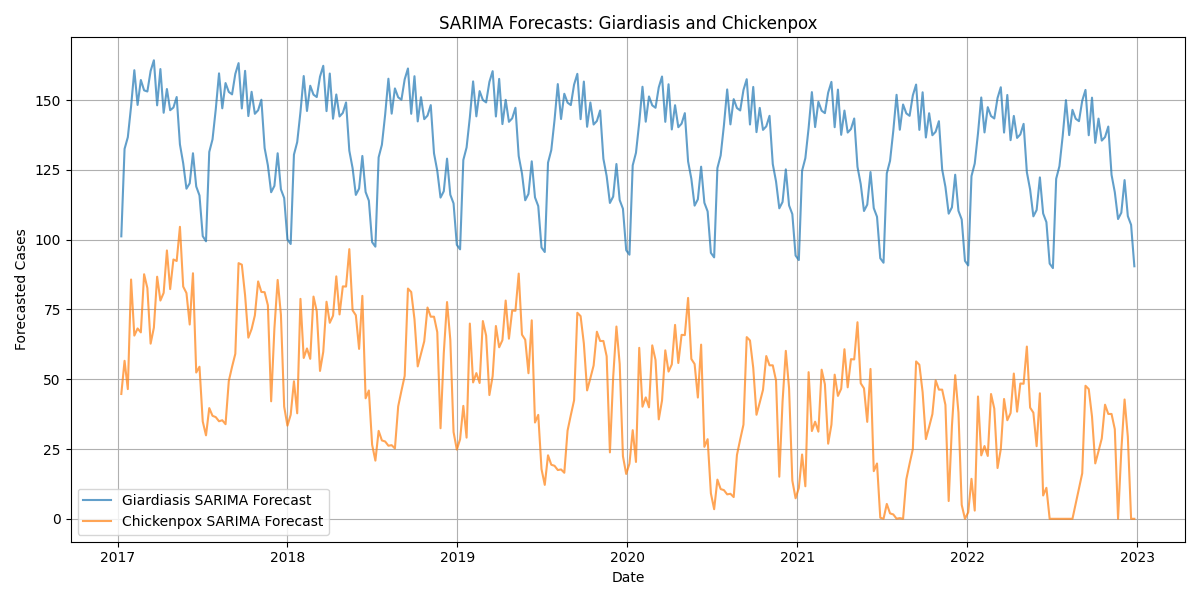 SARIMA Forecasts: Giardiasis and Chickenpox
Forecasted Cases
150
125
100
75
50
25
0
Giardiasis SARIMA Forecast
Chickenpox SARIMA Forecast
2017 2018 2019 2020 2021 2022 2023
Date